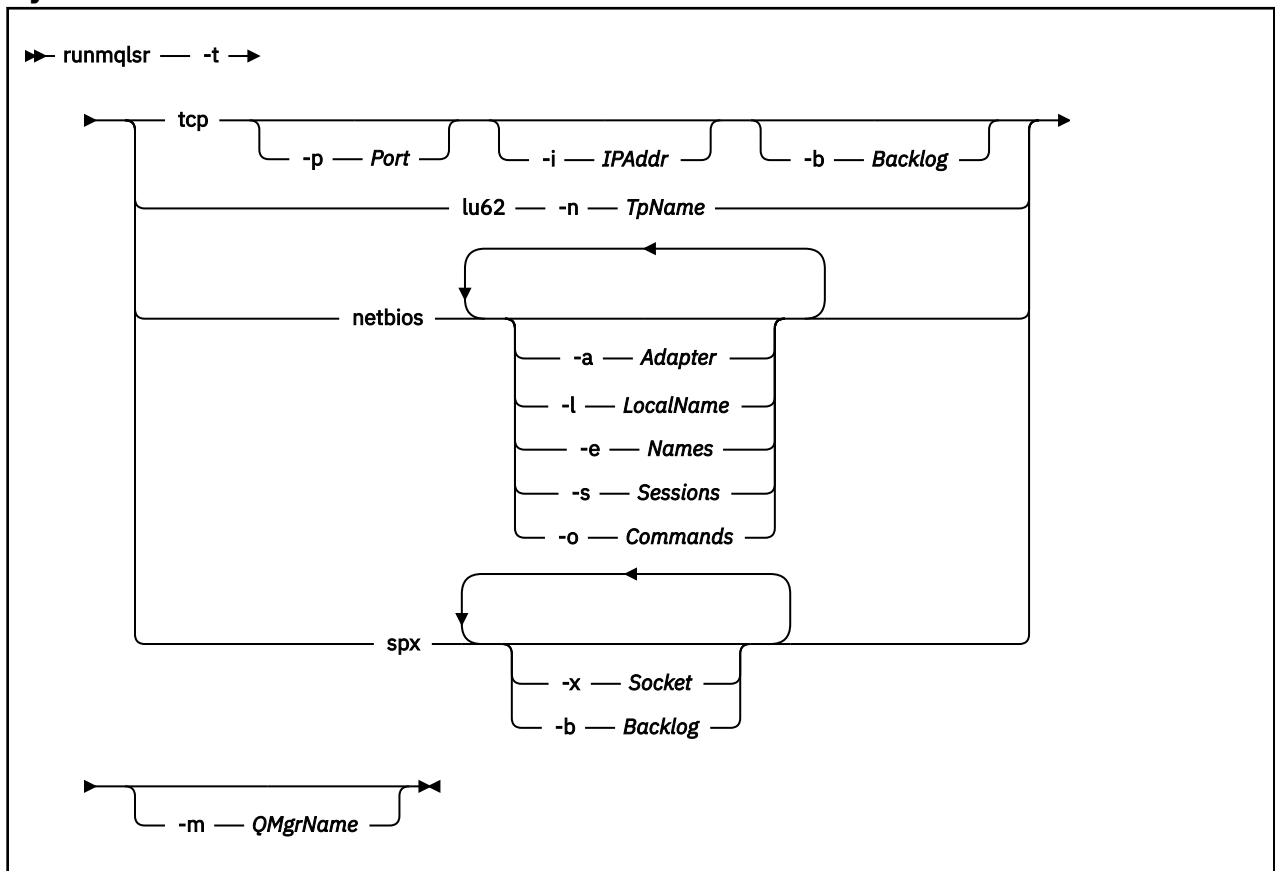 runmqlsr -t
tcp
-p Port -i IPAddr -b Backlog
lu62 -n TpName
netbios
-a Adapter
-l LocalName
-e Names
-s Sessions
-o Commands
spx
-x Socket
-b Backlog
-m QMgrName